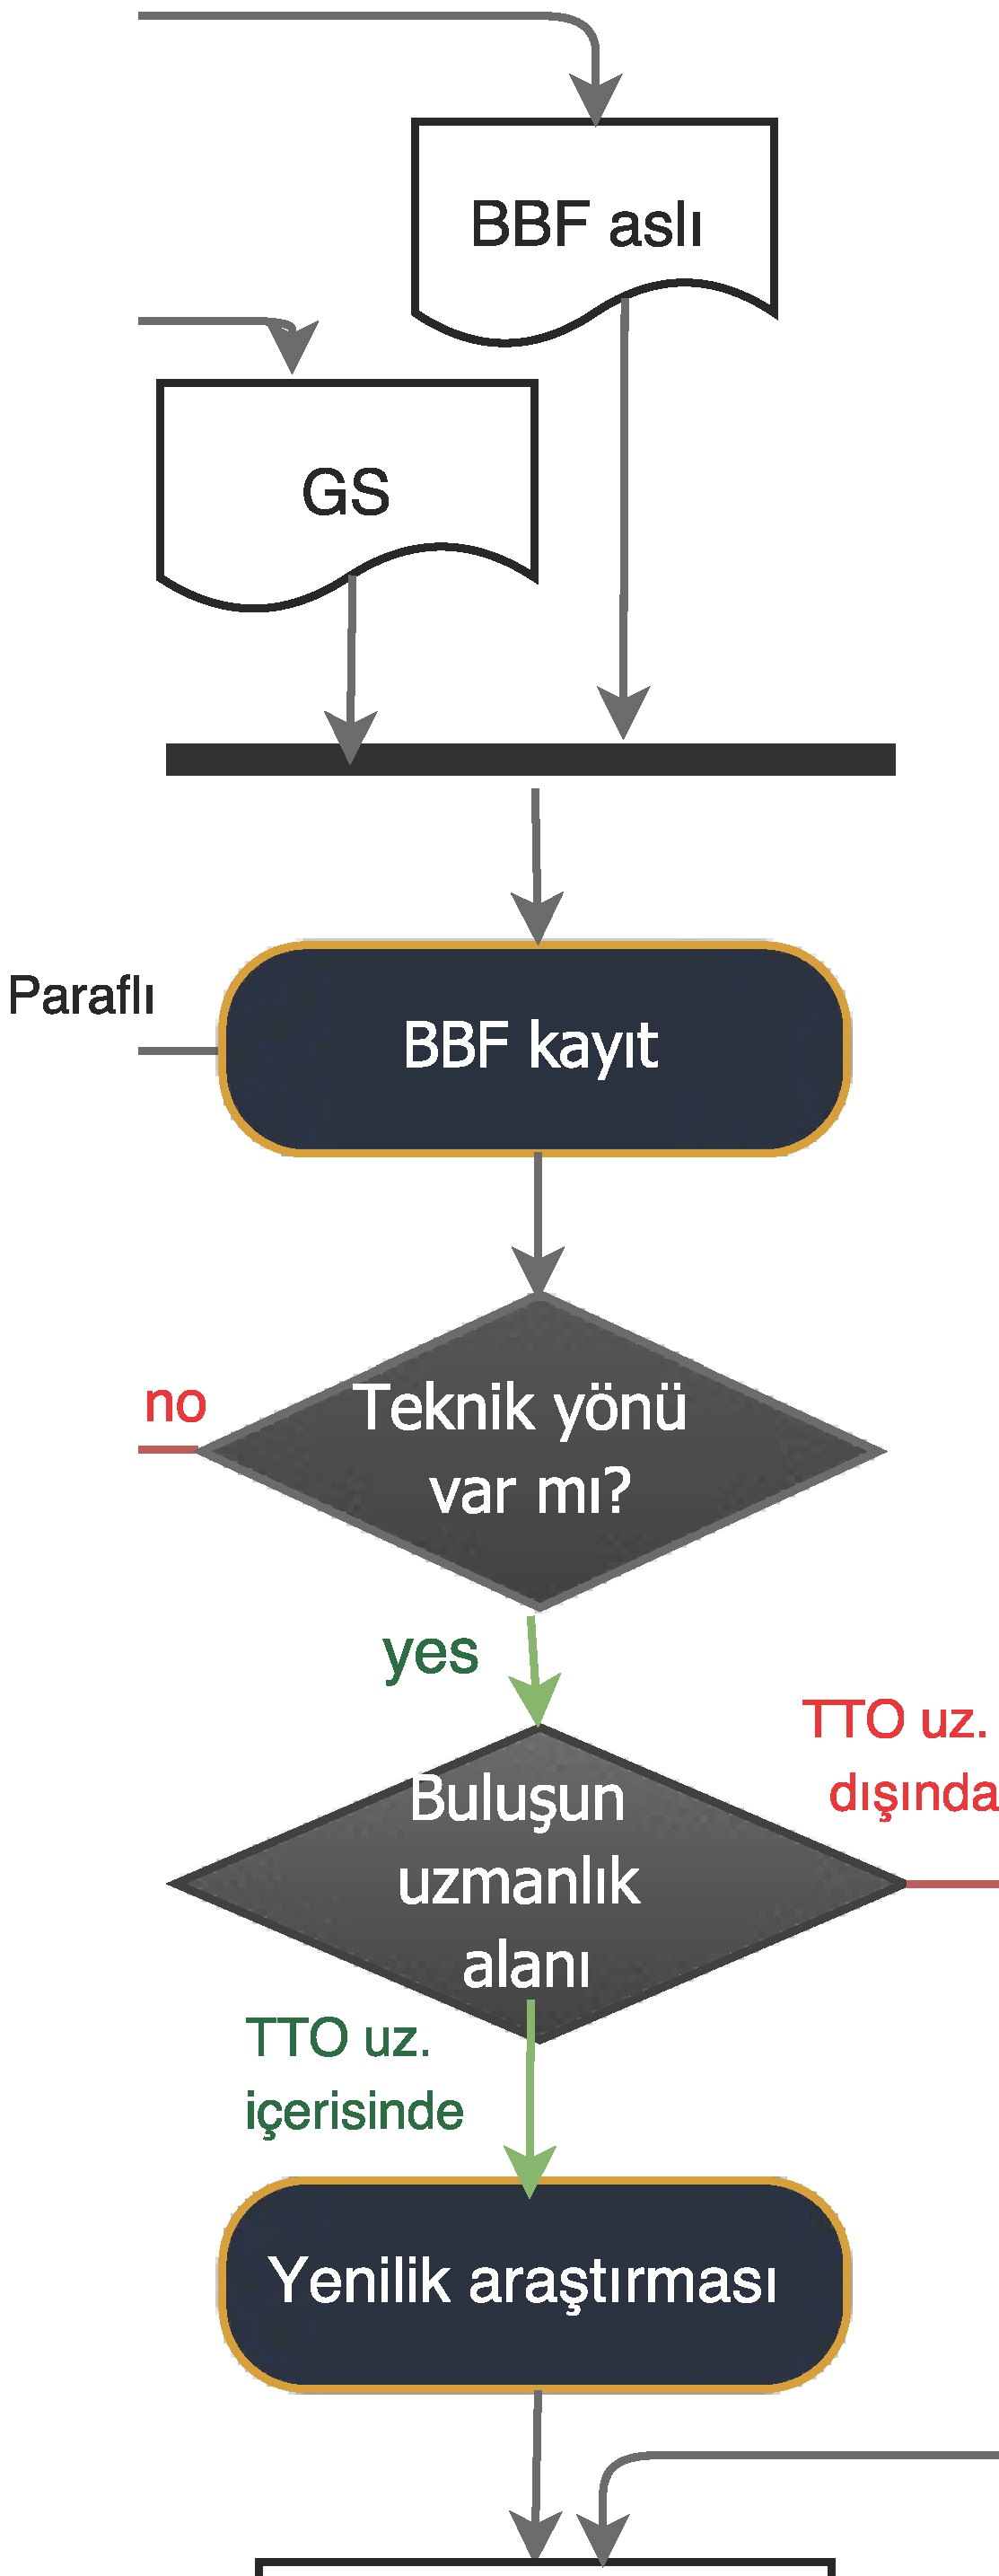 BBF aslı
GS
Paraflı
BBF kayıt
no
Teknik yönü
var mı?
yes
TTO uz.
dışında
Buluşun
uzmanlık
alanı
TTO uz.
içerisinde
Yenilik araştırması